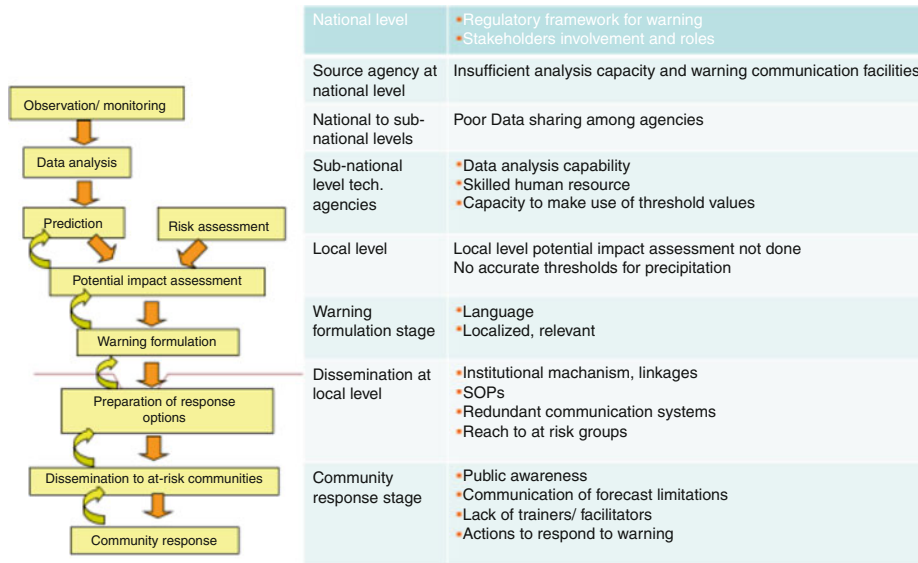 Observation/ monitoring
Data analysis
Prediction
Risk assessment
Potential impact assessment
Warning formulation
Preparation of response
options
Dissemination to at-risk communities
Community response
National level
•Regulatory framework for warning
•Stakeholders involvement and roles
Source agency at
national level
Insufficient analysis capacity and warning communication facilities
National to sub-
national levels
Poor Data sharing among agencies
Sub-national
level tech.
agencies
•Data analysis capability
•Skilled human resource
•Capacity to make use of threshold values
Local level
Local level potential impact assessment not done
No accurate thresholds for precipitation
Warning
formulation stage
•Language
•Localized, relevant
Dissemination at
local level
•Institutional machanism, linkages
•SOPs
•Redundant communication systems
•Reach to at risk groups
Community
response stage
•Public awareness
•Communication of forecast limitations
•Lack of trainers/ facilitators
•Actions to respond to warning